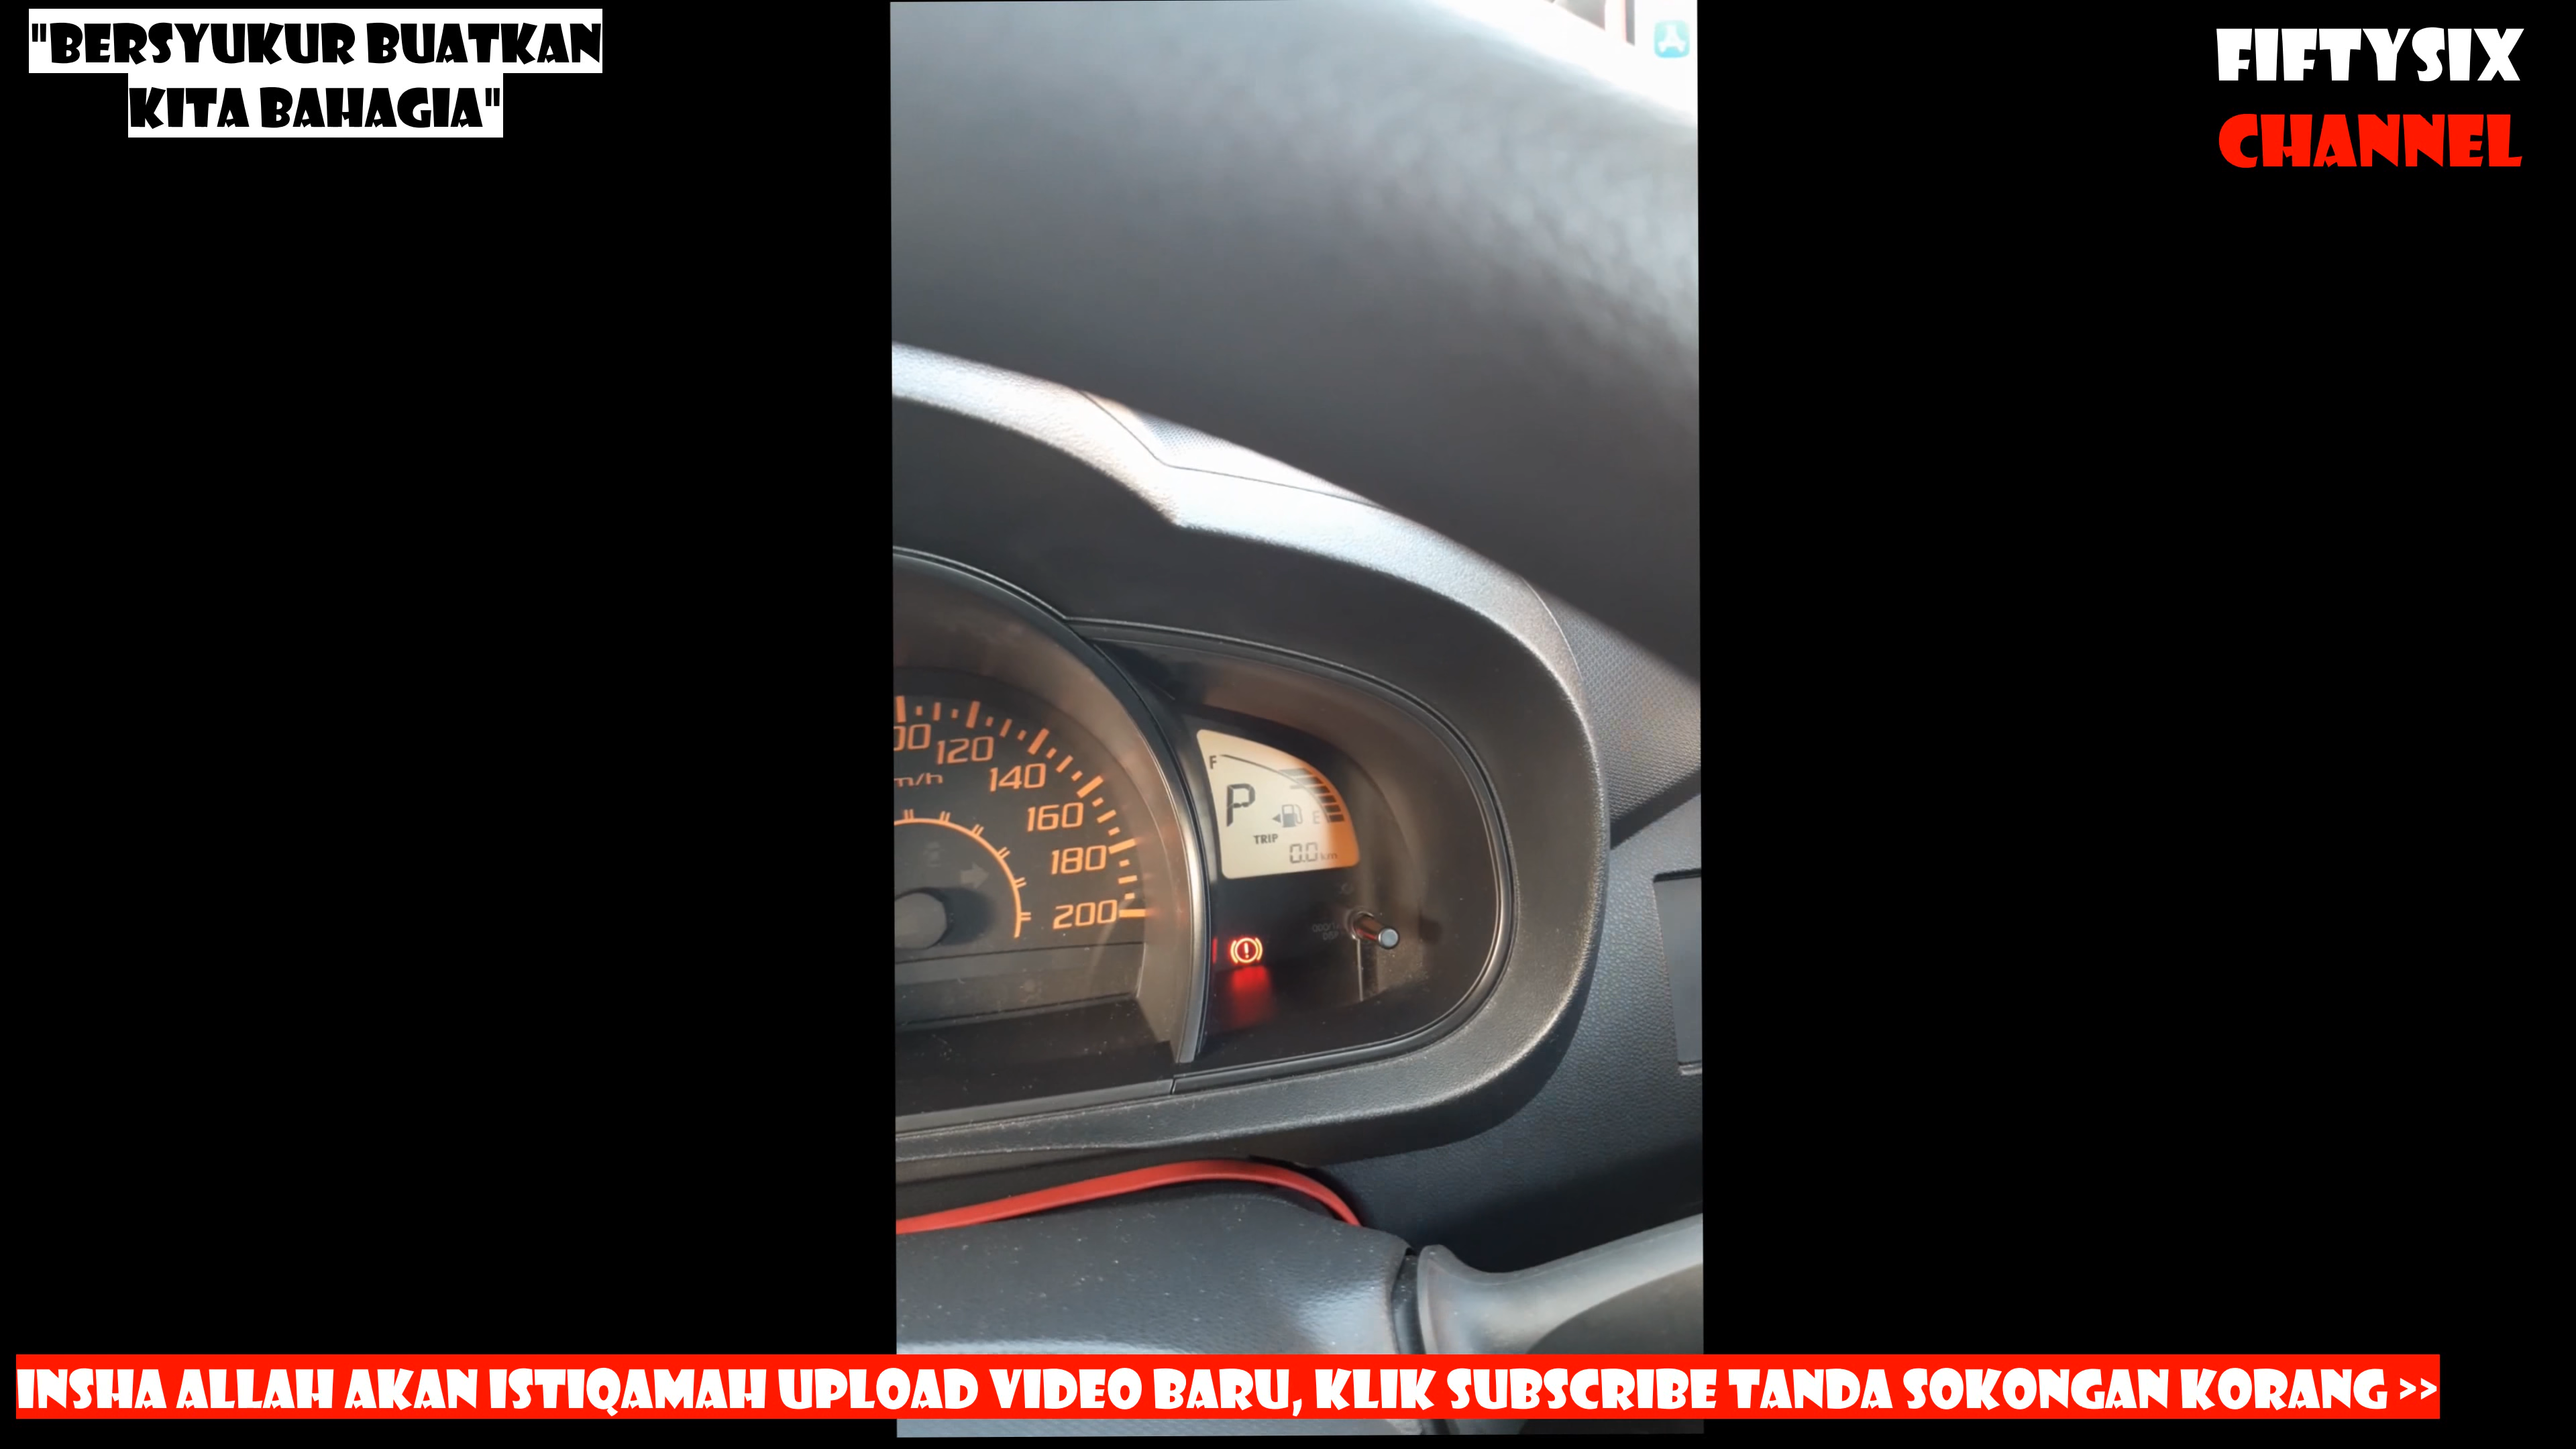 "BERSYUKUR BUATKAN
KITA BAHAGIA"
FIFTYSIX
CHANNEL
120
140
160
180
200
F
P
E
TRIP
0.0 km
INSHA ALLAH AKAN ISTIQAMAH UPLOAD VIDEO BARU, KLIK SUBSCRIBE TANDA SOKONGAN KORANG >>